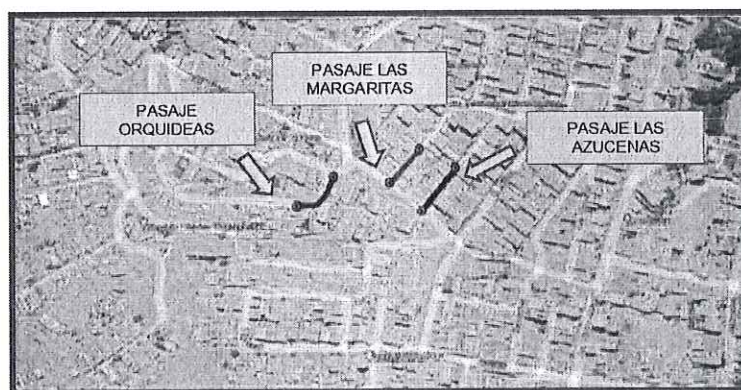 PASAJE LAS
MARGARITAS
PASAJE
ORQUIDEAS
PASAJE LAS
AZUCENAS